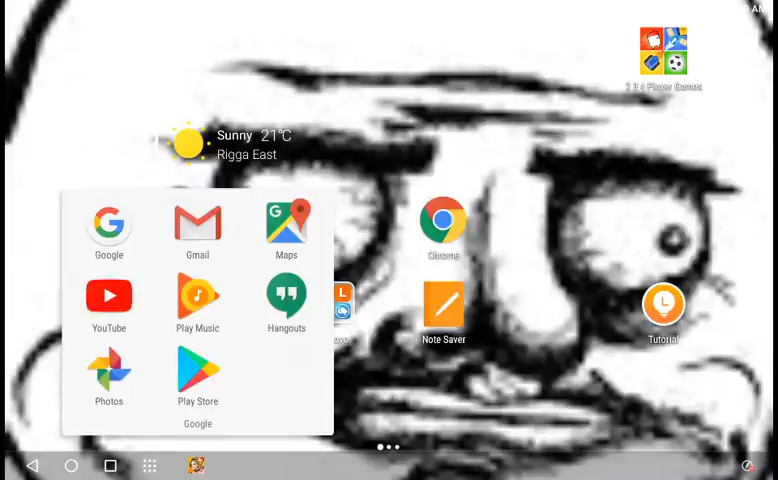 AM
2 3 4 Player Games
Sunny 21°C
Rigga East
Google
Gmail
Maps
Chrome
YouTube
Play Music
Hangouts
Note Saver
Tutorial
Photos
Play Store
Google